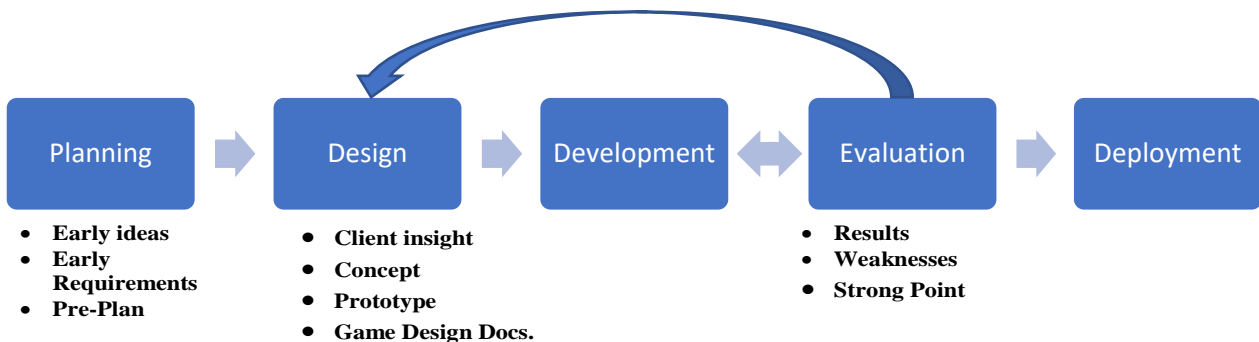 Planning
Design
Development
Evaluation
Deployment
• Early ideas
• Early
Requirements
• Pre-Plan
• Client insight
• Concept
• Prototype
• Game Design Docs.
• Results
• Weaknesses
• Strong Point